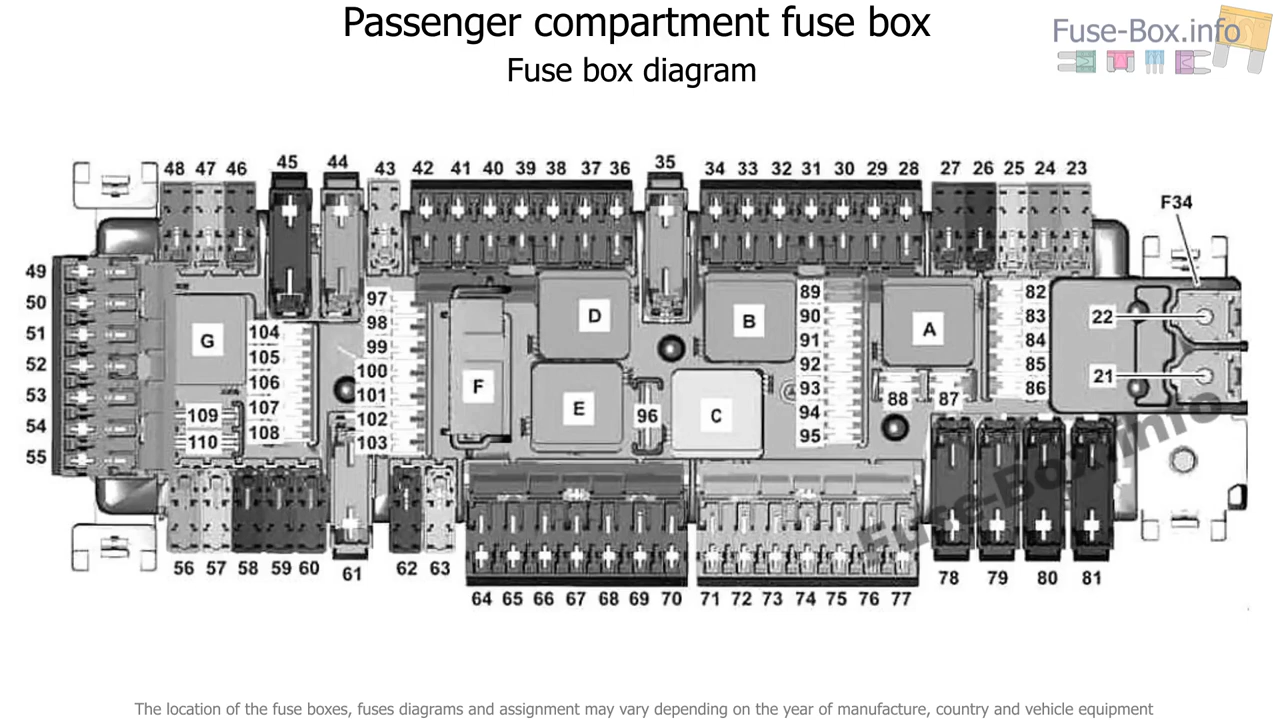 Passenger compartment fuse box
Fuse box diagram
Fuse-Box.info
48 47 46 45 44 43 42 41 40 39 38 37 36 35 34 33 32 31 30 29 28 27 26 25 24 23
F34
49
50
51
52
53
54
55
G
104
105
106
107
108
109
110
97
98
99
100
101
102
103
F
D
E
96
B
C
89
90
91
92
93
94
95
A
88 87
82
83
84
85
86
22
21
Fuse-Box.info
56 57 58 59 60 61 62 63 64 65 66 67 68 69 70 71 72 73 74 75 76 77 78 79 80 81
The location of the fuse boxes, fuses diagrams and assignment may vary depending on the year of manufacture, country and vehicle equipment